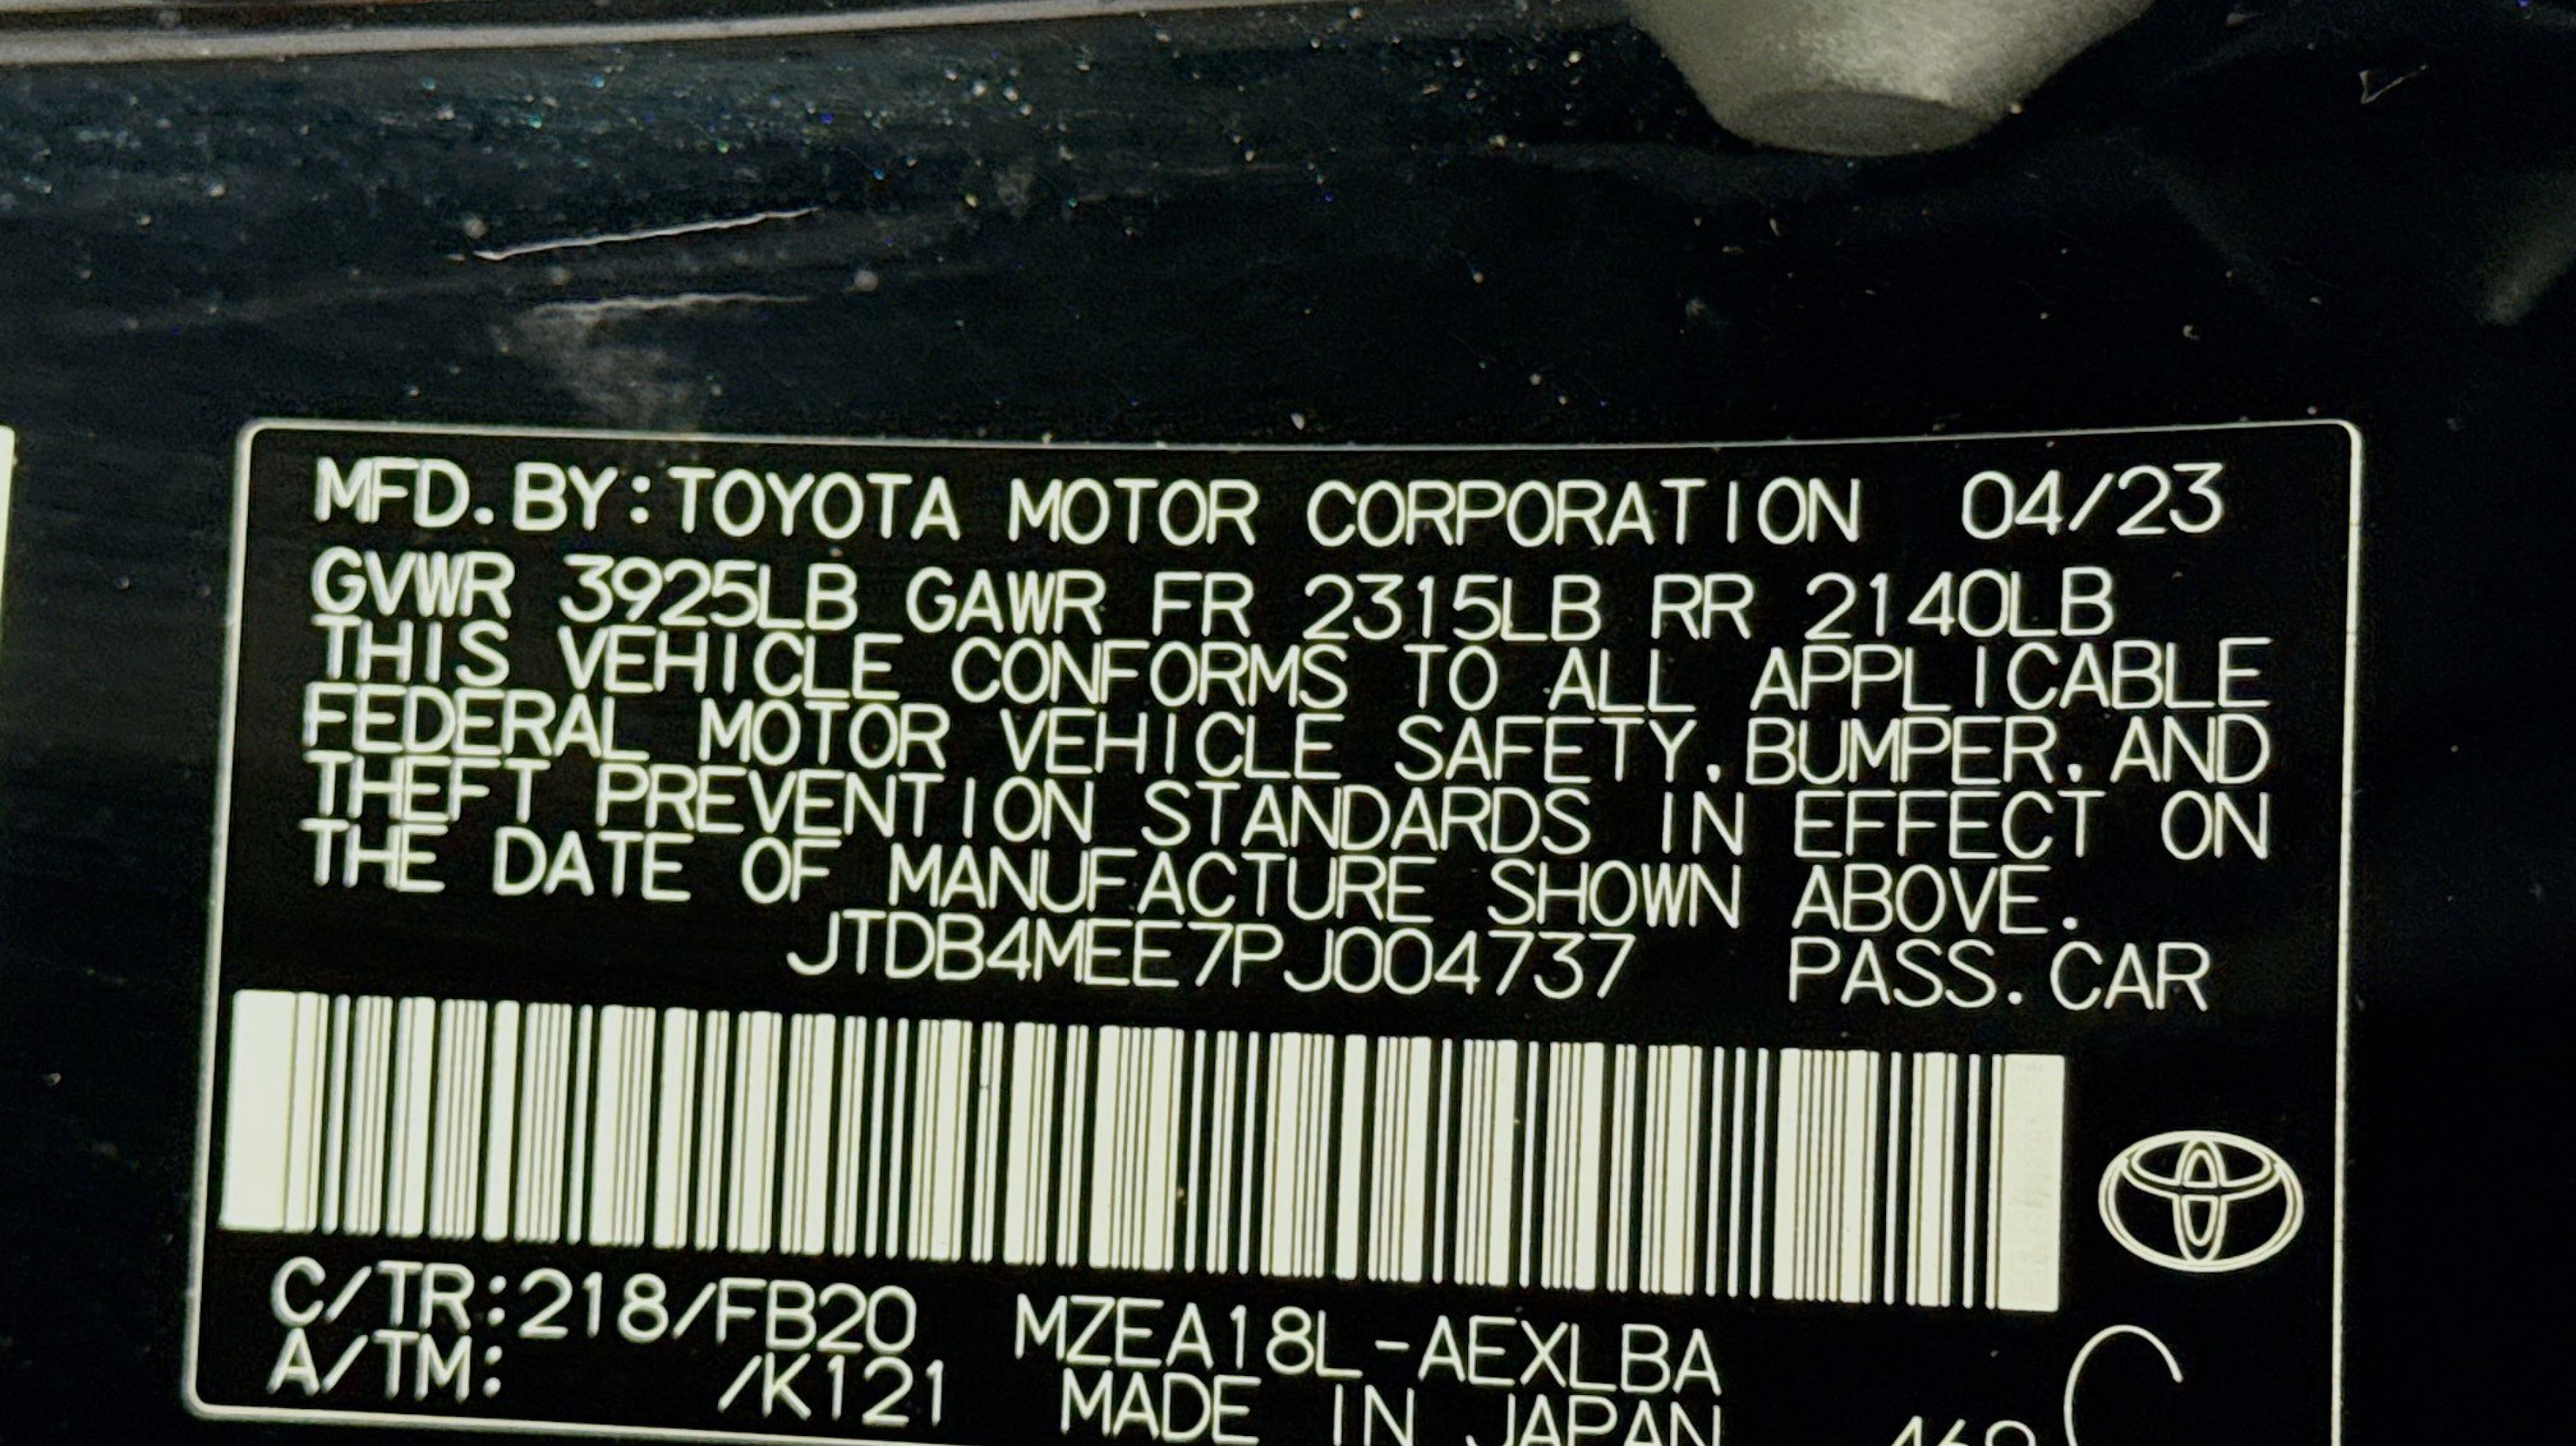 MFD.BY:TOYOTA MOTOR CORPORATION 04/23
GVWR 3925LB GAWR FR 2315LB RR 2140LB
THIS VEHICLE CONFORMS TO ALL APPLICABLE
FEDERAL MOTOR VEHICLE SAFETY,BUMPER,AND
THEFT PREVENTION STANDARDS IN EFFECT ON
THE DATE OF MANUFACTURE SHOWN ABOVE.
JTDB4MEE7PJ004737 PASS.CAR
C/TR:218/FB20 MZEA18L-AEXLBA
A/TM: /K121 MADE IN JAPAN C